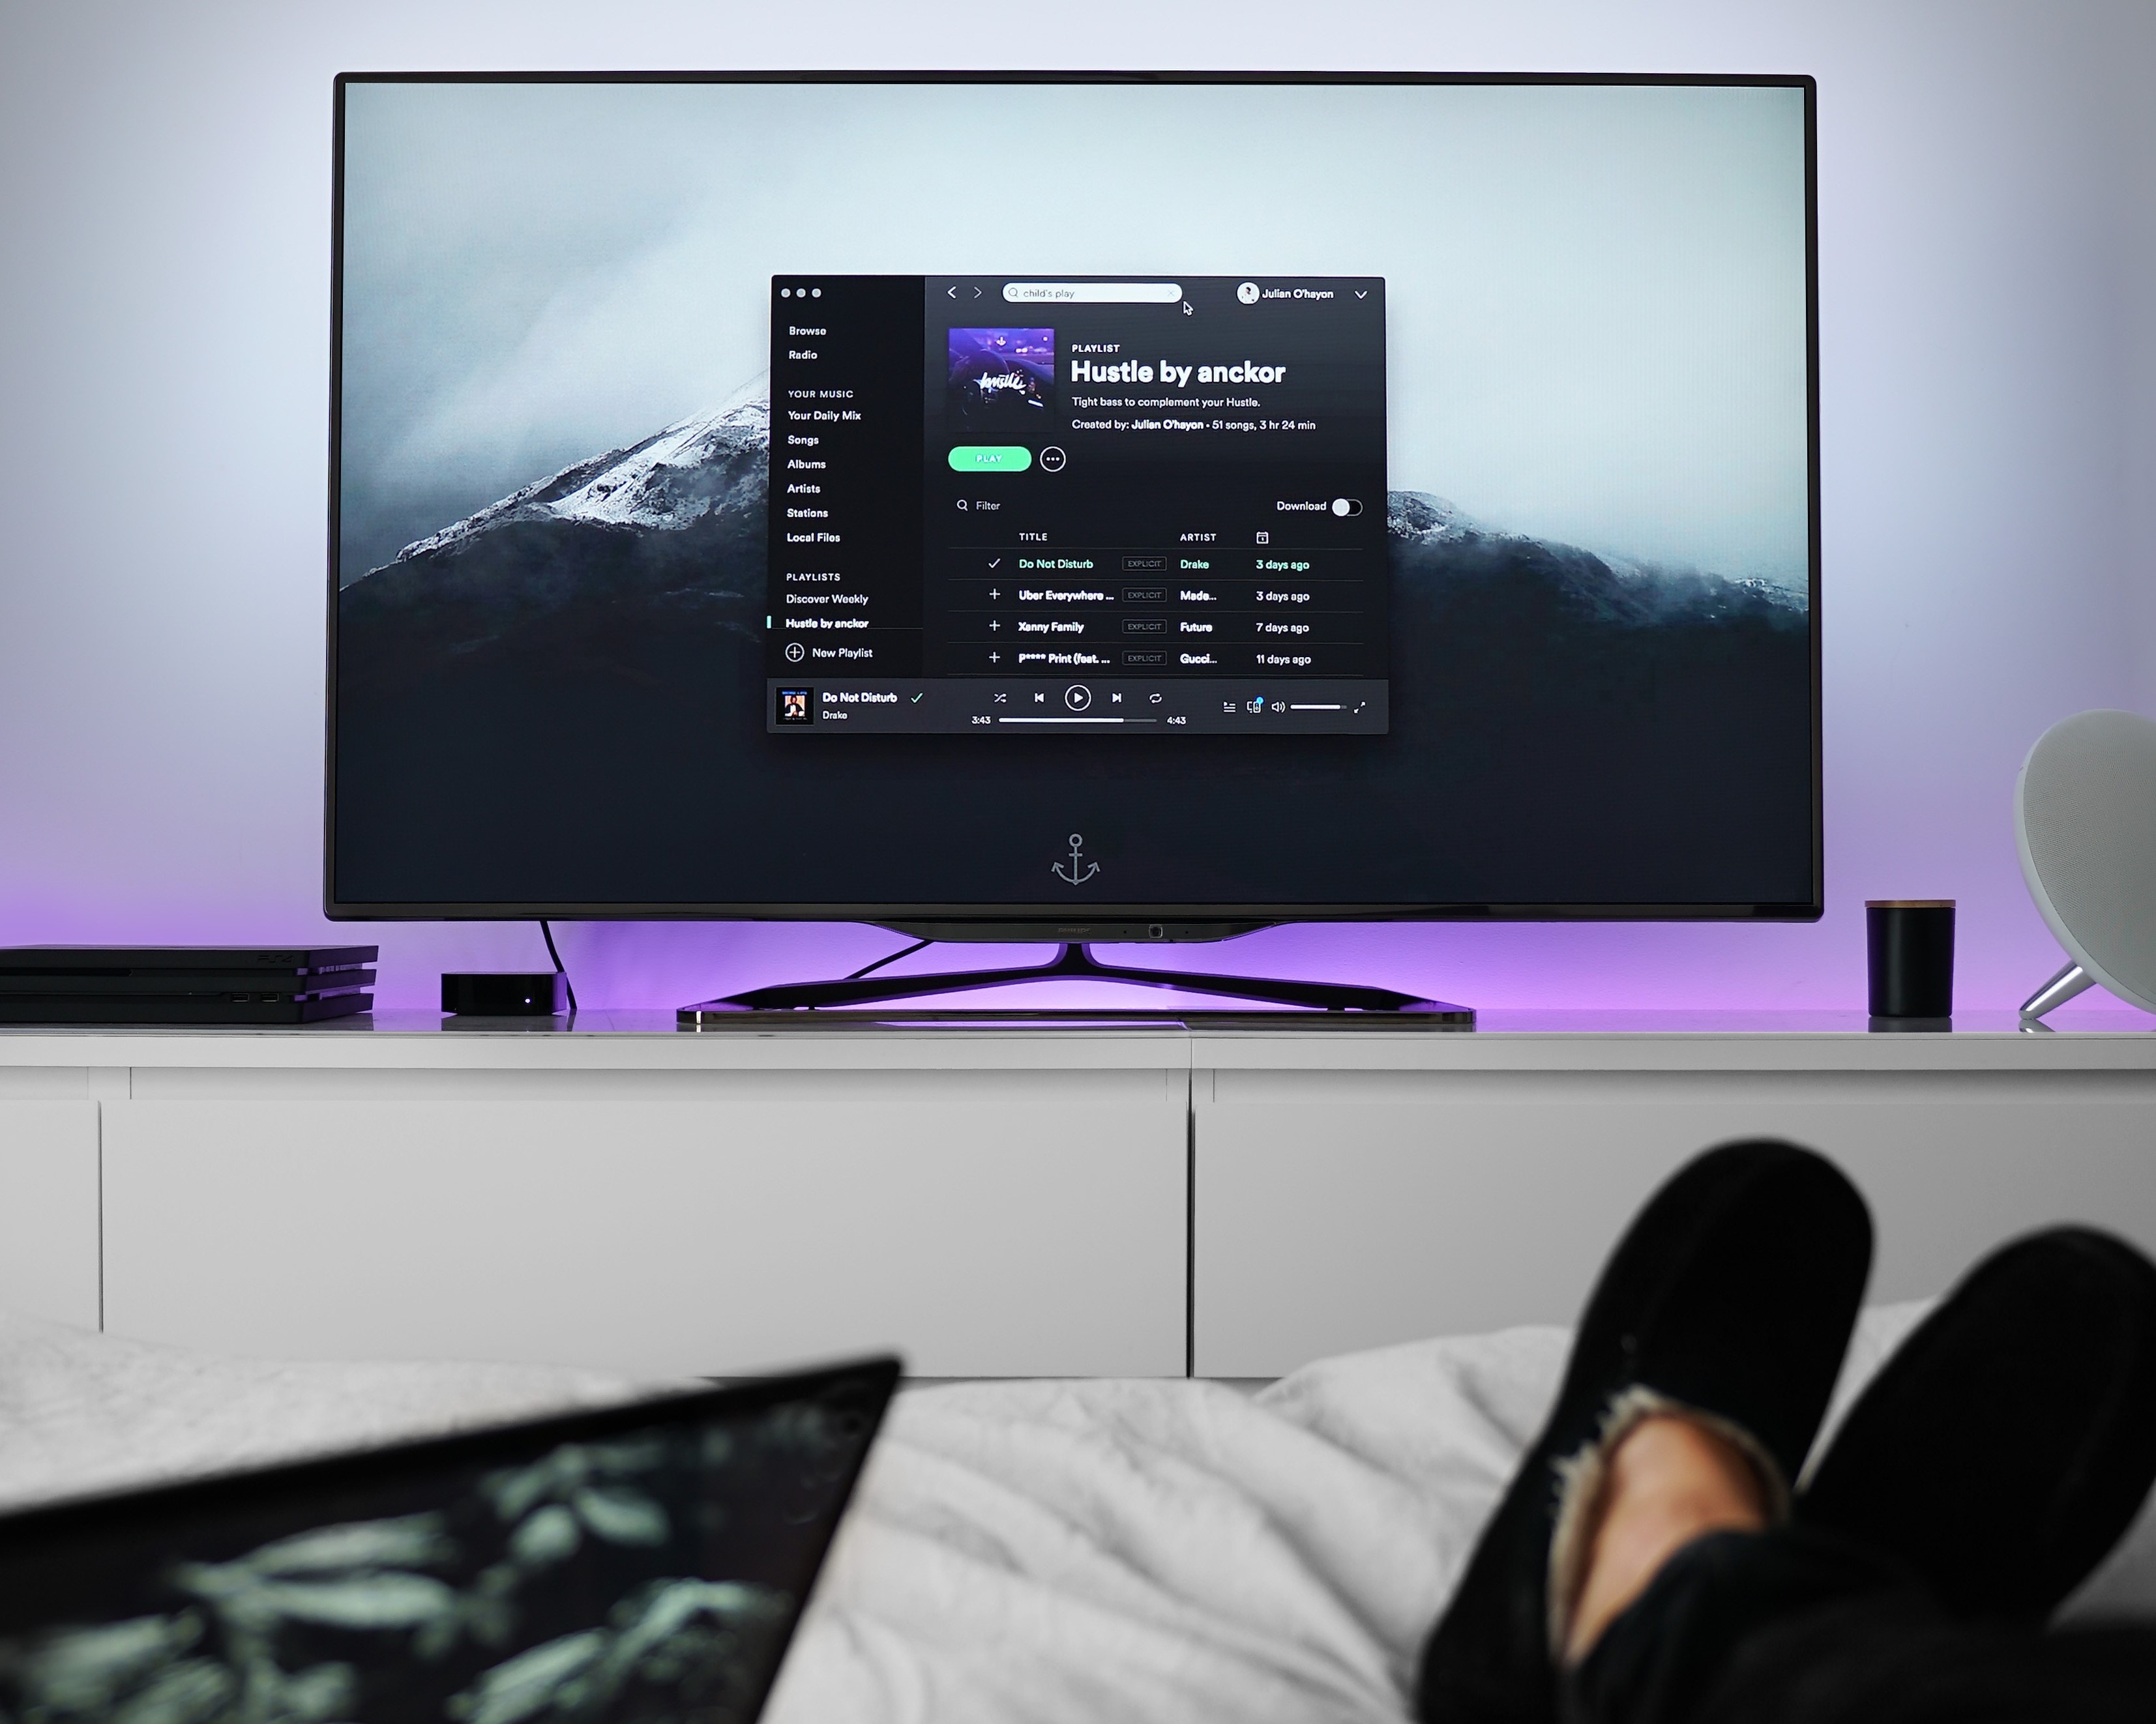 child's play
Julian O'hayon
Browse
Radio
YOUR MUSIC
Your Daily Mix
Songs
Albums
Artists
Stations
Local Files
PLAYLISTS
Discover Weekly
Hustle by anckor
New Playlist
hustle
PLAYLIST
Hustle by anckor
Tight bass to complement your Hustle.
Created by: Julian O'hayon • 51 songs, 3 hr 24 min
PLAY
Filter
Download
TITLE ARTIST
Do Not Disturb EXPLICIT Drake 3 days ago
Uber Everywhere ... EXPLICIT Made... 3 days ago
Xanny Family EXPLICIT Future 7 days ago
P**** Print (feat. ... EXPLICIT Gucci... 11 days ago
Do Not Disturb
Drake
3:43 4:43
PHILIPS
PS4